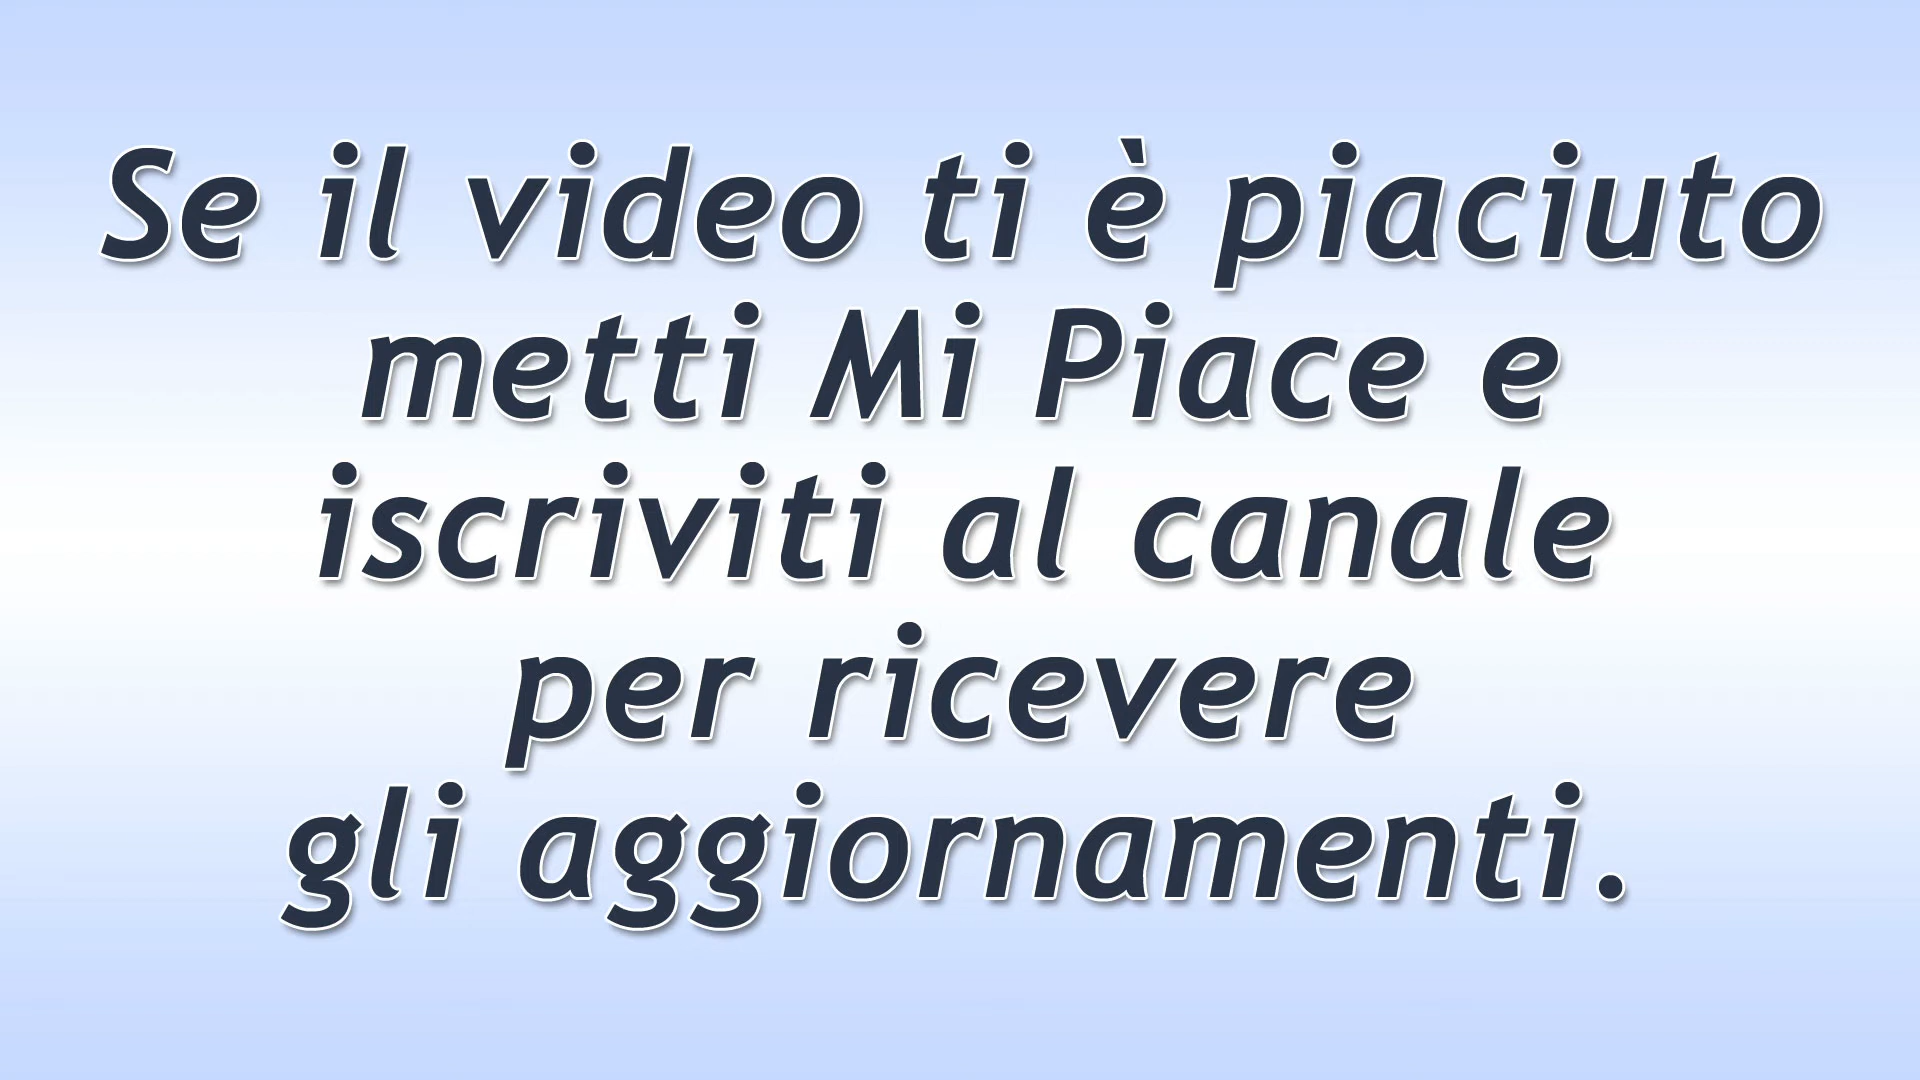 Se il video ti è piaciuto
metti Mi Piace e
iscriviti al canale
per ricevere
gli aggiornamenti.